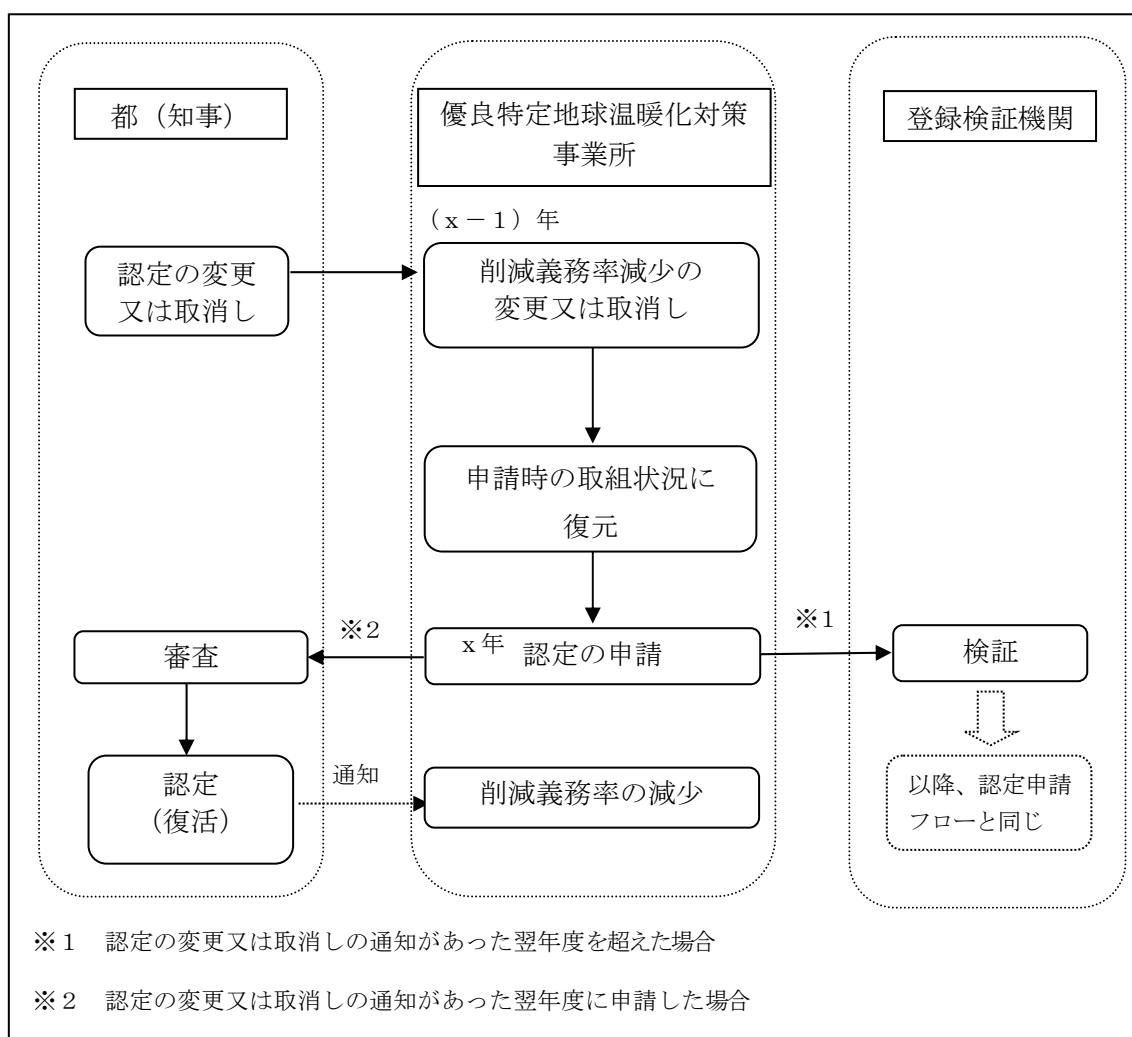 都（知事）
優良特定地球温暖化対策
事業所
登録検証機関
（ｘ－１）年
認定の変更
又は取消し
削減義務率減少の
変更又は取消し
申請時の取組状況に
復元
※２
※１
審査
ｘ年 認定の申請
検証
認定
（復活）
通知
削減義務率の減少
以降、認定申請
フローと同じ
※１ 認定の変更又は取消しの通知があった翌年度を超えた場合
※２ 認定の変更又は取消しの通知があった翌年度に申請した場合